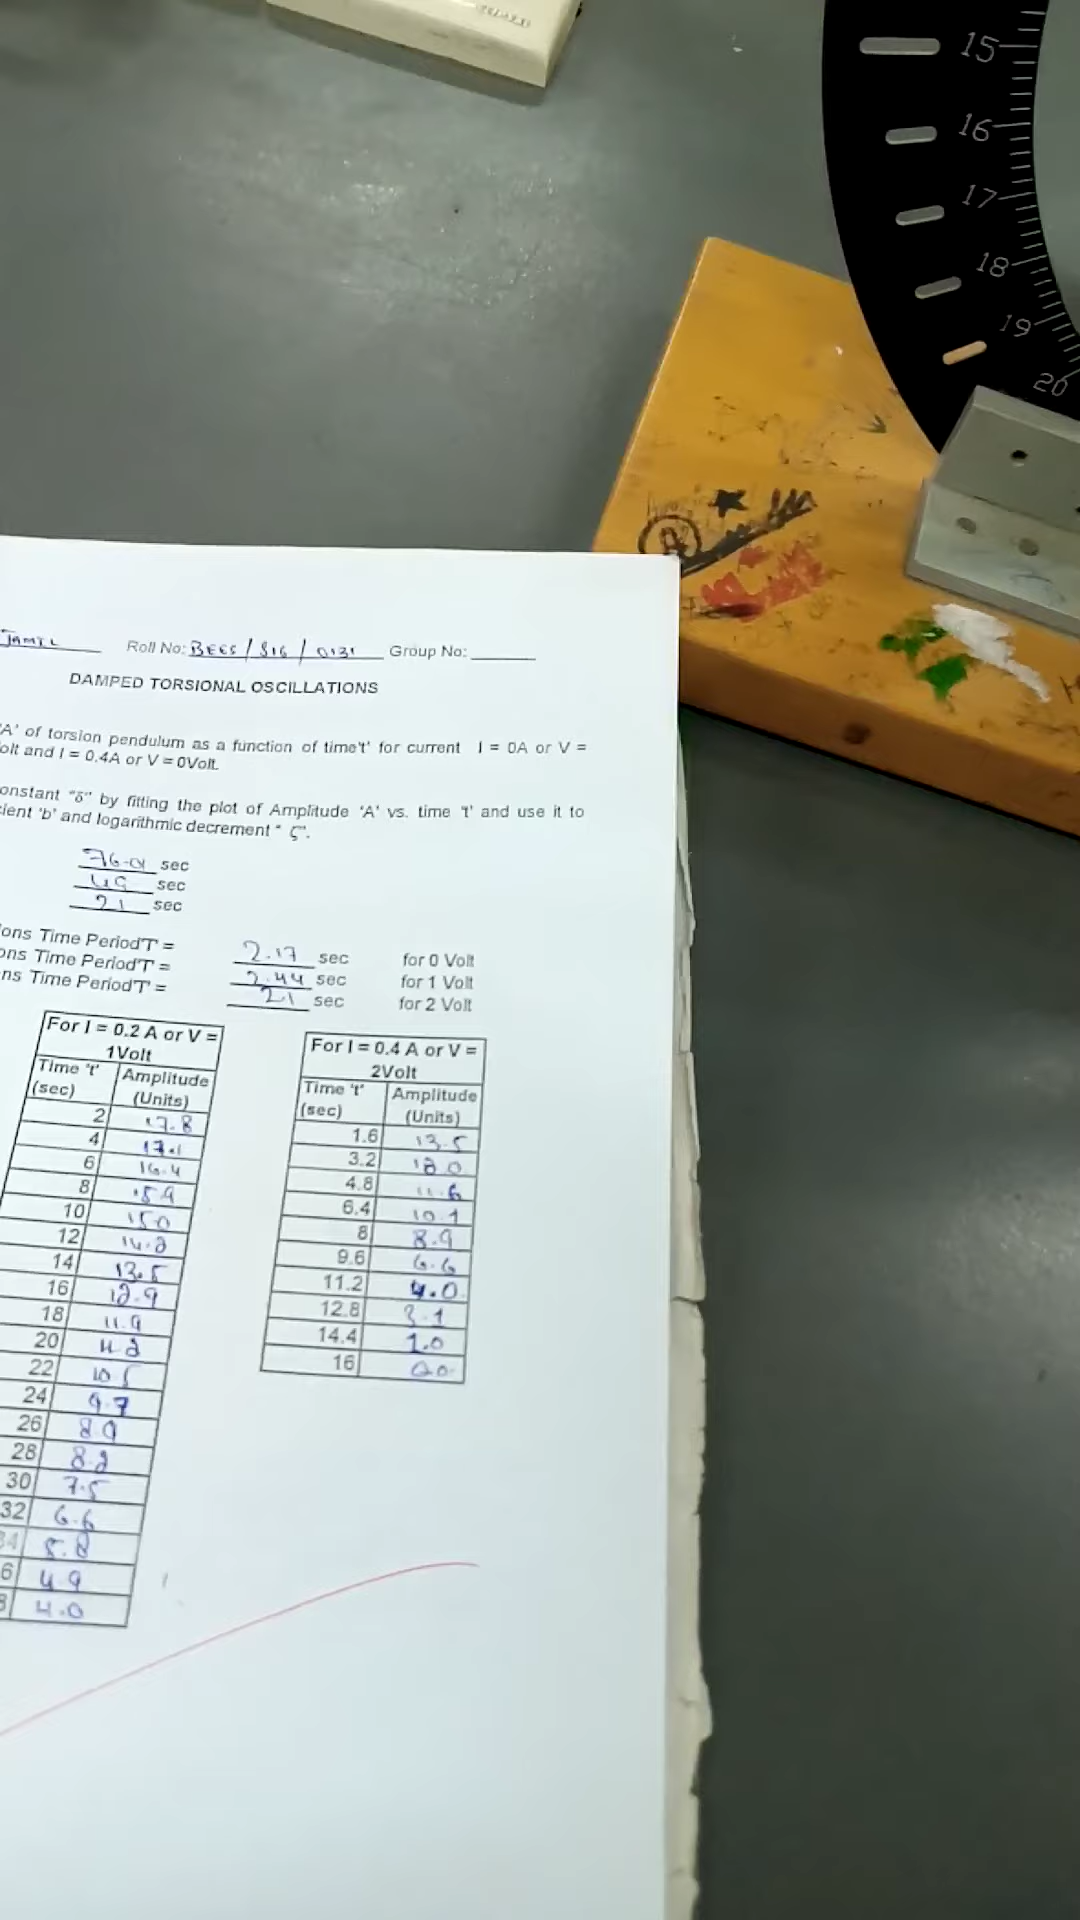 15
16
17
18
19
20
JAMIL Roll No: BEES/S16/0131 Group No:
DAMPED TORSIONAL OSCILLATIONS
'A' of torsion pendulum as a function of time't' for current I = 0A or V =
olt and I = 0.4A or V = 0Volt.
onstant "δ" by fitting the plot of Amplitude 'A' vs. time 't' and use it to
cient 'b' and logarithmic decrement " ζ".
sec
49 sec
21 sec
ons Time Period'T' = 2.17 sec for 0 Volt
ons Time Period'T' = 2.44 sec for 1 Volt
ns Time Period'T' = 21 sec for 2 Volt
For I = 0.2 A or V =
1Volt
Time 't' Amplitude
(sec) (Units)
2 17.8
4 17.1
6 16.4
8 15.9
10 15.0
12 14.2
14 13.5
16 12.9
18 11.9
20 11.2
22 10.5
24 9.7
26 8.9
28 8.2
30 7.5
32 6.6
34 5.8
6 4.9
8 4.0
For I = 0.4 A or V =
2Volt
Time 't' Amplitude
(sec) (Units)
1.6 13.5
3.2 12.0
4.8 11.6
6.4 10.1
8 8.9
9.6 6.6
11.2 4.0
12.8 3.1
14.4 1.0
16 0.0